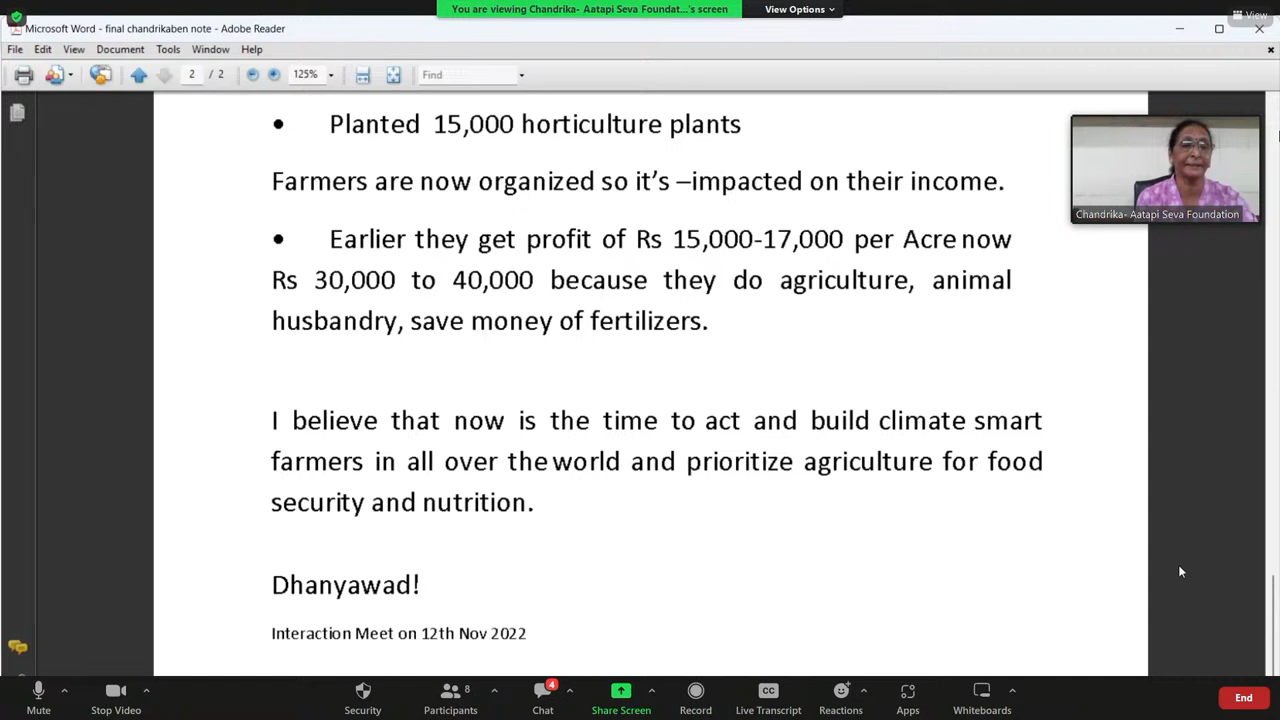 You are viewing Chandrika- Aatapi Seva Foundat...'s screen
View Options
View
Microsoft Word - final chandrikaben note - Adobe Reader
File Edit View Document Tools Window Help
2 / 2 125% Find
• Planted 15,000 horticulture plants
Farmers are now organized so it’s –impacted on their income.
• Earlier they get profit of Rs 15,000-17,000 per Acre now
Rs 30,000 to 40,000 because they do agriculture, animal
husbandry, save money of fertilizers.
Chandrika- Aatapi Seva Foundation
I believe that now is the time to act and build climate smart
farmers in all over the world and prioritize agriculture for food
security and nutrition.
Dhanyawad!
Interaction Meet on 12th Nov 2022
8 4
Mute Stop Video Security Participants Chat Share Screen Record Live Transcript Reactions Apps Whiteboards End